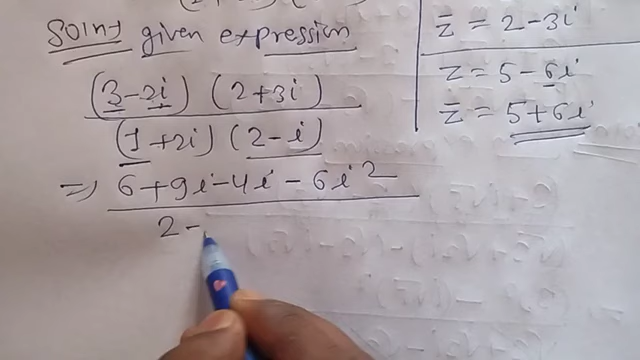 Soln given expression
(3-2i) (2+3i)
(1+2i) (2-i)
=> 6+9i-4i-6i²
2-
z̄ = 2-3i
z = 5-6i
z̄ = 5+6i